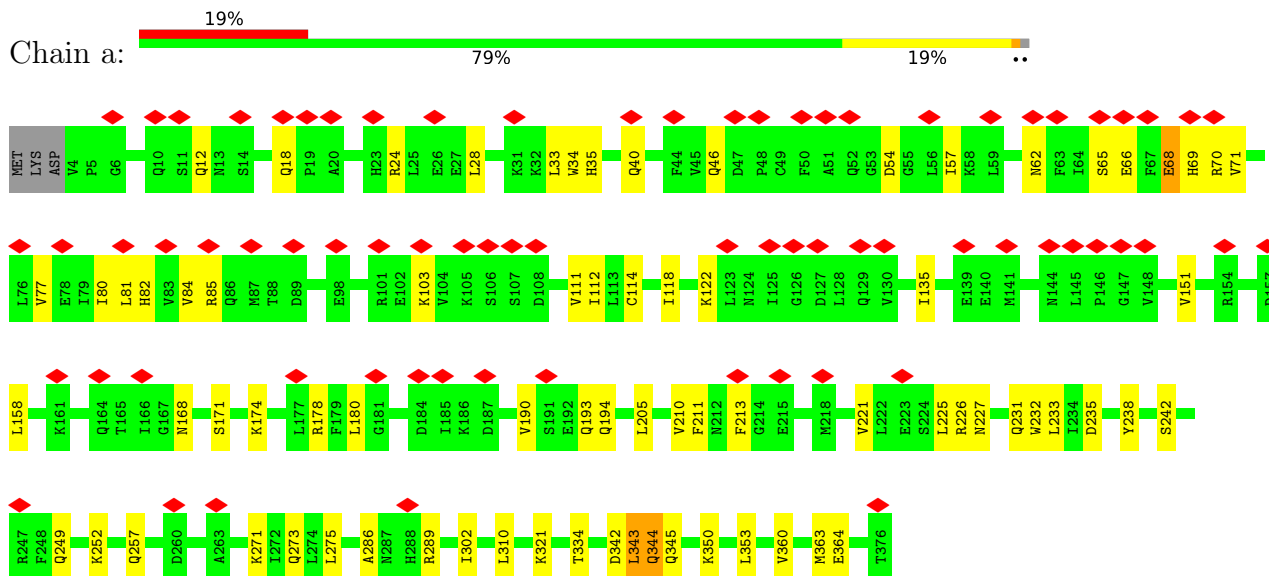 19%
Chain a:
79% 19% ••
MET LYS ASP V4 P5 G6 Q10 S11 Q12 N13 S14 Q18 P19 A20 H23 R24 L25 E26 E27 L28 K31 K32 L33 W34 H35 Q40 F44 V45 Q46 D47 P48 C49 F50 A51 Q52 G53 D54 G55 L56 I57 K58 L59 N62 F63 I64 S65 E66 F67 E68 H69 R70 V71
L76 V77 E78 I79 I80 L81 H82 V83 V84 R85 Q86 M87 T88 D89 E98 R101 E102 K103 V104 K105 S106 S107 D108 V111 I112 L113 C114 I118 K122 L123 N124 I125 G126 D127 L128 Q129 V130 I135 E139 E140 M141 N144 L145 P146 G147 V148 V151 R154
L158 K161 Q164 T165 I166 G167 N168 S171 K174 L177 R178 F179 L180 G181 D184 I185 K186 D187 V190 S191 E192 Q193 Q194 L205 V210 F211 N212 F213 G214 E215 M218 V221 L222 E223 S224 L225 R226 N227 Q231 W232 L233 I234 D235 Y238 S242
R247 F248 Q249 K252 Q257 D260 A263 K271 I272 Q273 L274 L275 A286 N287 H288 R289 I302 L310 K321 T334 D342 L343 Q344 Q345 K350 L353 V360 M363 E364 T376